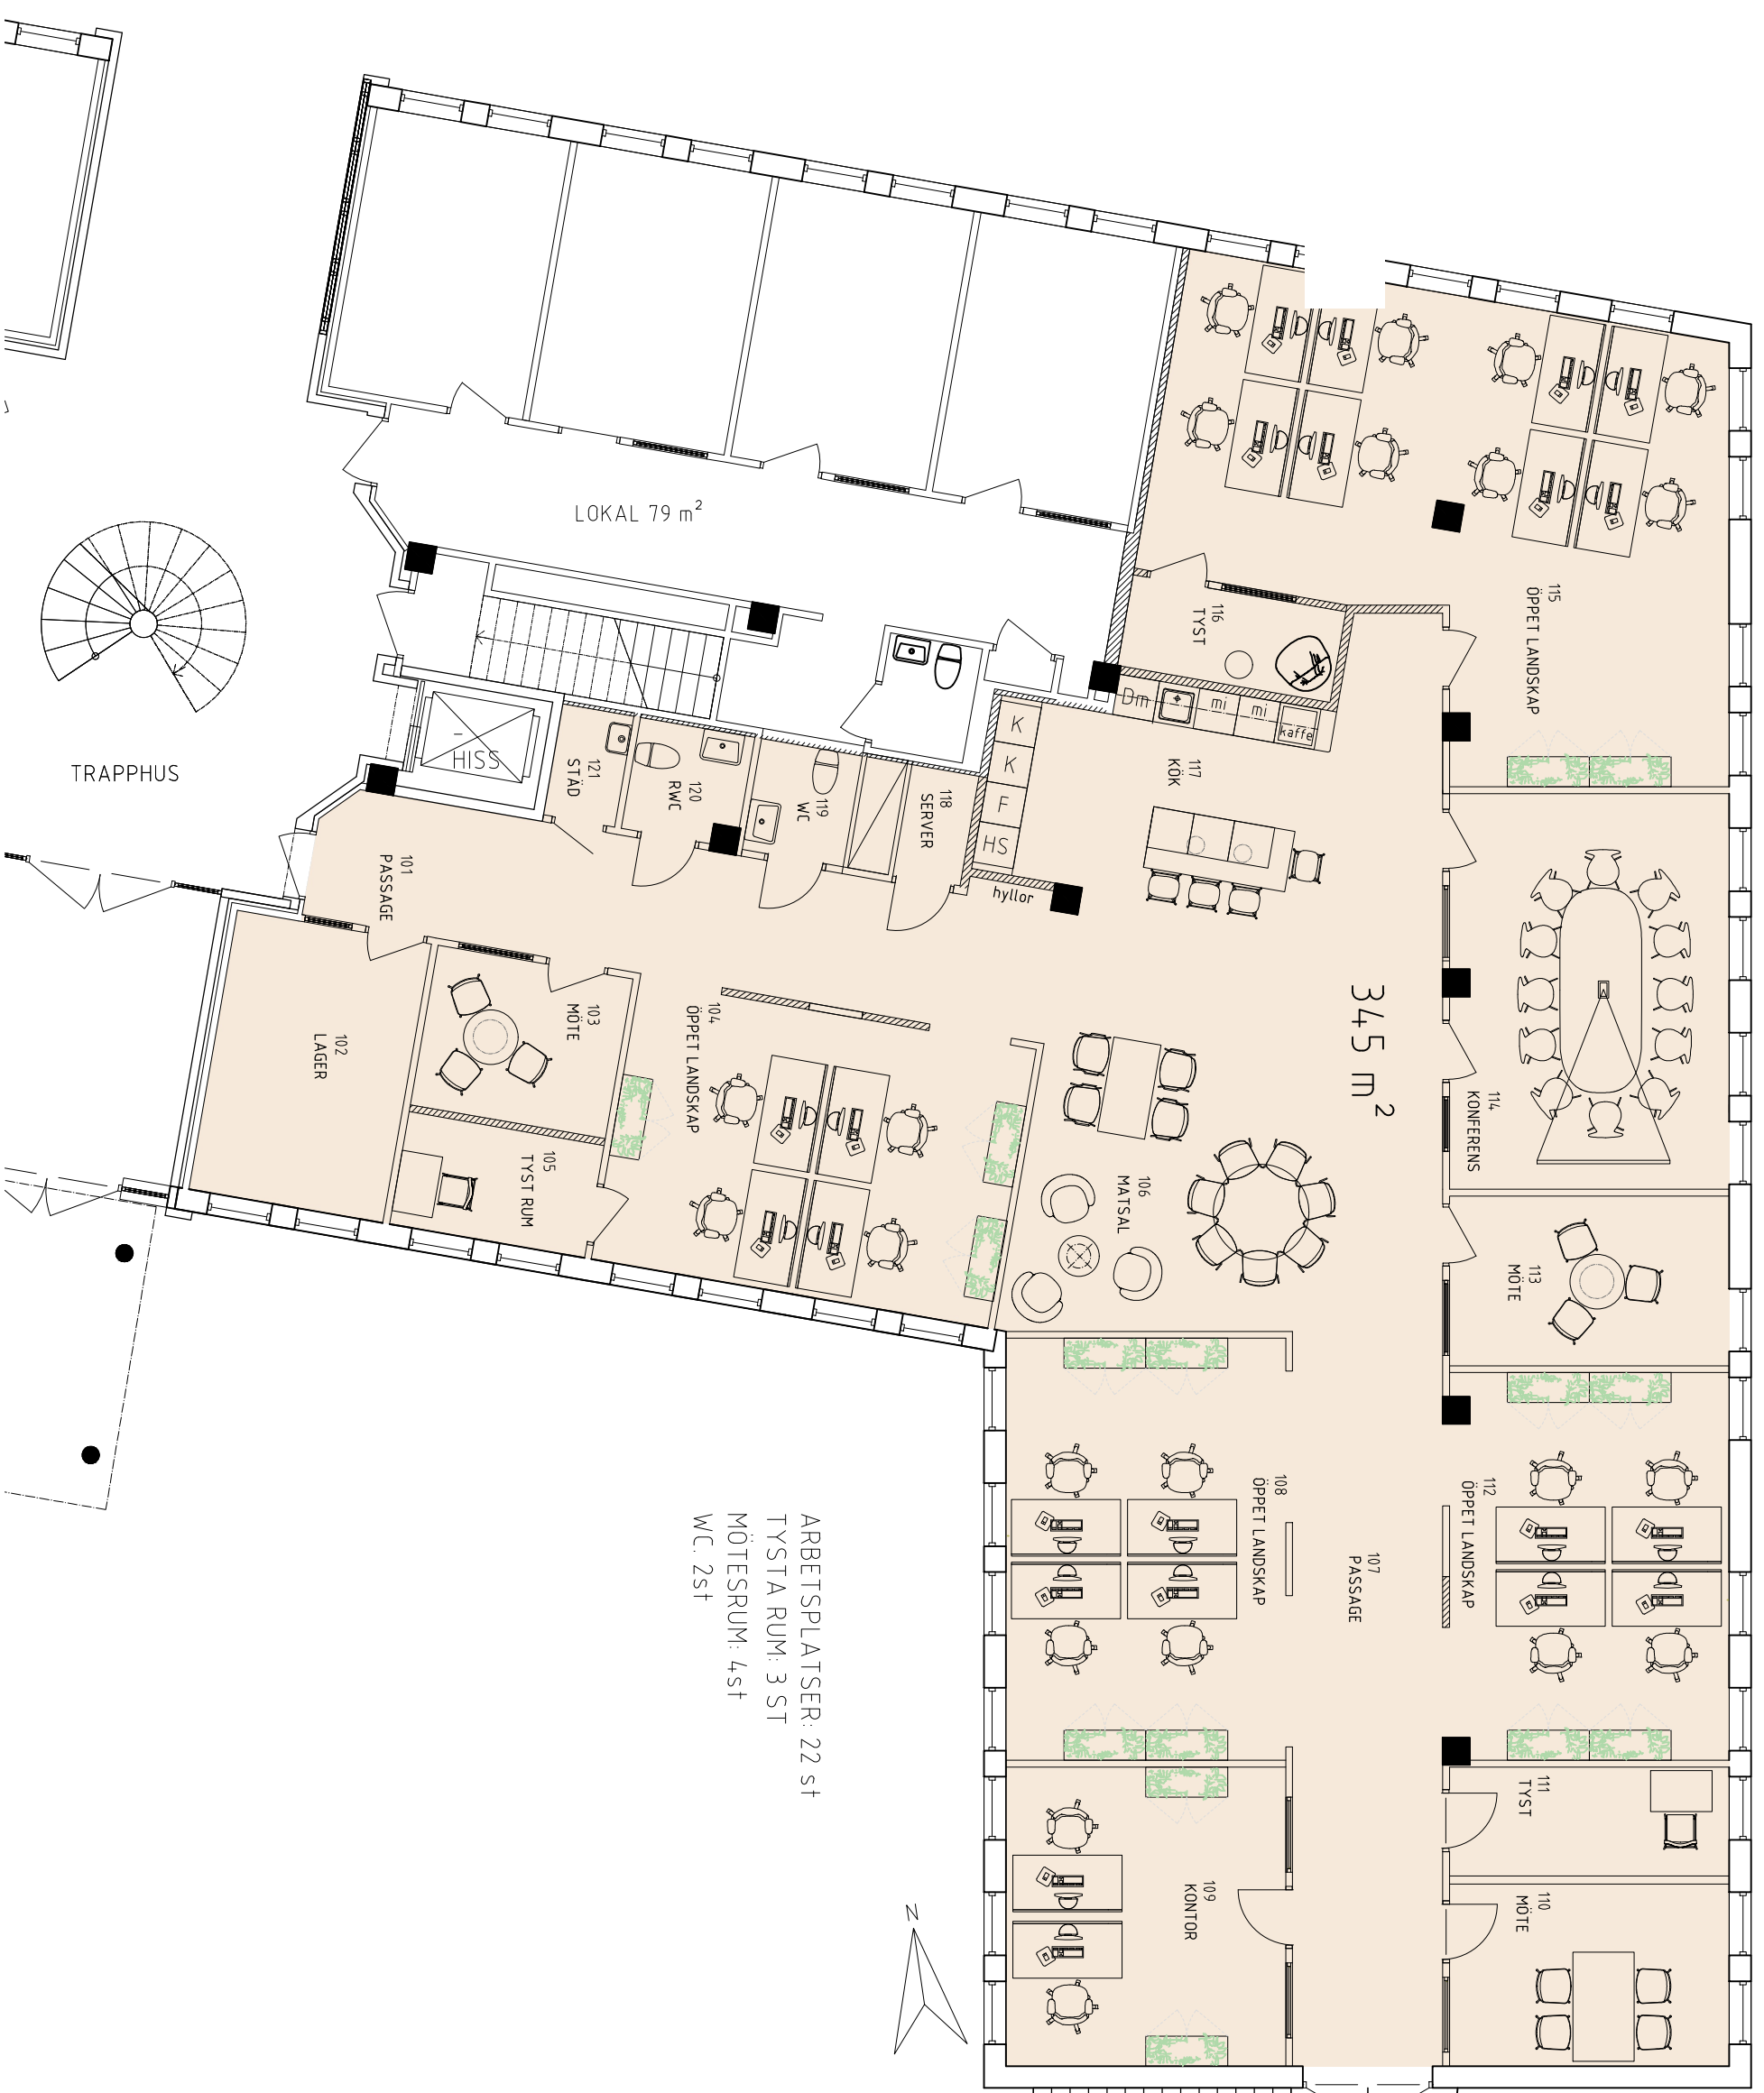 LOKAL 79 m²
TRAPPHUS
HISS
115
ÖPPET LANDSKAP
116
TYST
Dm
mi
mi
kaffe
K
K
F
HS
hyllor
117
KÖK
118
SERVER
119
WC
120
RWC
121
STÄD
101
PASSAGE
102
LAGER
103
MÖTE
104
ÖPPET LANDSKAP
105
TYST RUM
345 m²
106
MATSAL
114
KONFERENS
113
MÖTE
112
ÖPPET LANDSKAP
108
ÖPPET LANDSKAP
107
PASSAGE
111
TYST
110
MÖTE
109
KONTOR
ARBETSPLATSER: 22 st
TYSTA RUM: 3 ST
MÖTESRUM: 4st
WC. 2st
N